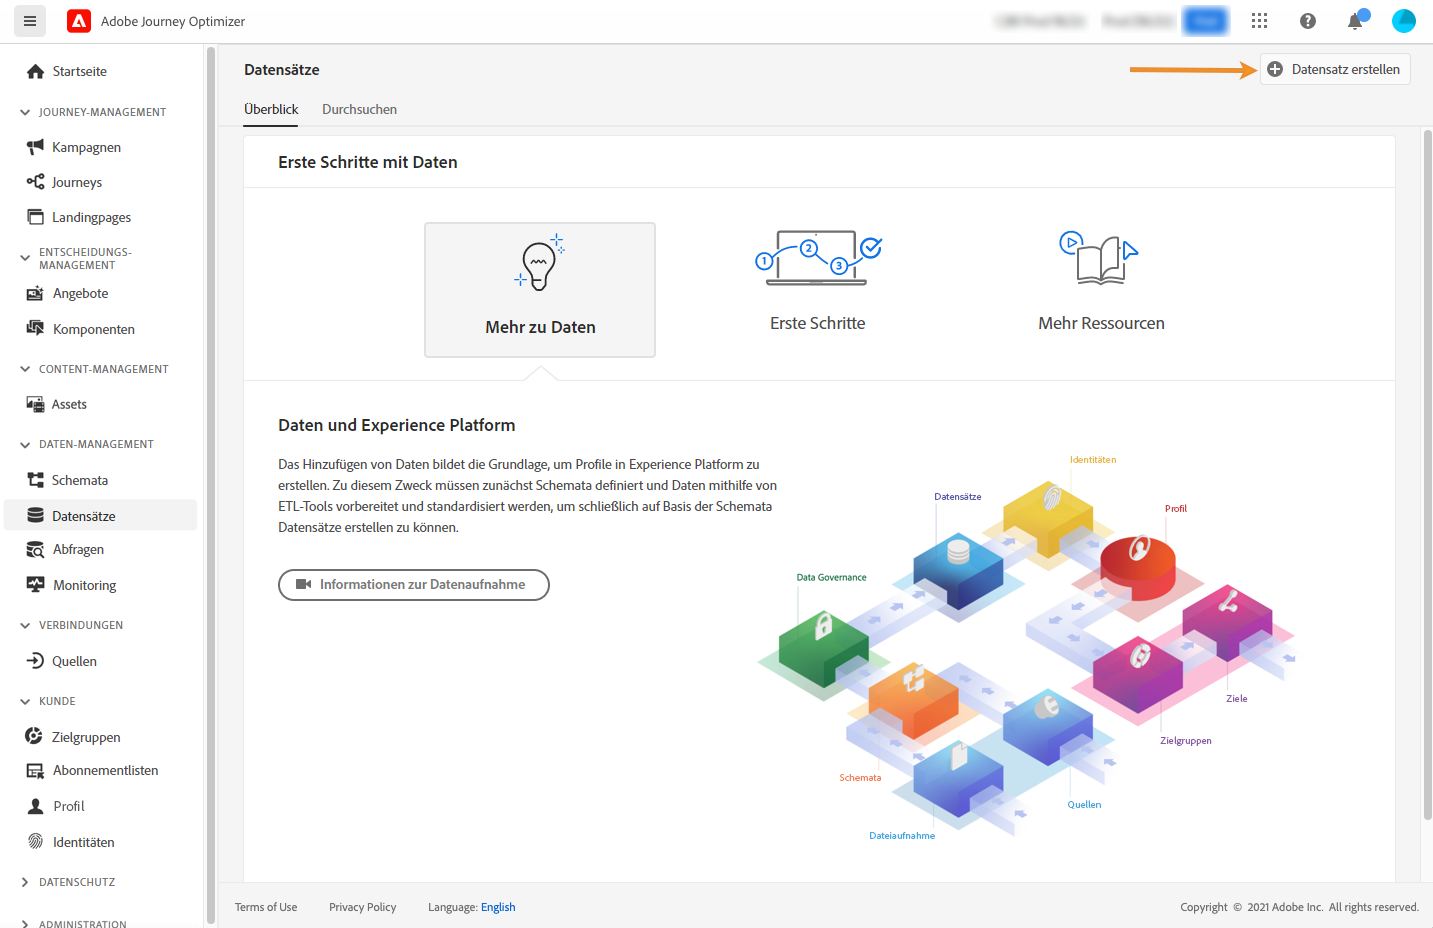 Adobe Journey Optimizer
Startseite
JOURNEY-MANAGEMENT
Kampagnen
Journeys
Landingpages
ENTSCHEIDUNGS-
MANAGEMENT
Angebote
Komponenten
CONTENT-MANAGEMENT
Assets
DATEN-MANAGEMENT
Schemata
Datensätze
Abfragen
Monitoring
VERBINDUNGEN
Quellen
KUNDE
Zielgruppen
Abonnementlisten
Profil
Identitäten
DATENSCHUTZ
ADMINISTRATION
Datensätze
Datensatz erstellen
Überblick
Durchsuchen
Erste Schritte mit Daten
Mehr zu Daten
1
2
3
Erste Schritte
Mehr Ressourcen
Daten und Experience Platform
Das Hinzufügen von Daten bildet die Grundlage, um Profile in Experience Platform zu
erstellen. Zu diesem Zweck müssen zunächst Schemata definiert und Daten mithilfe von
ETL-Tools vorbereitet und standardisiert werden, um schließlich auf Basis der Schemata
Datensätze erstellen zu können.
Informationen zur Datenaufnahme
Identitäten
Datensätze
Profil
Data Governance
Ziele
Zielgruppen
Schemata
Quellen
Dateiaufnahme
Terms of Use
Privacy Policy
Language: English
Copyright © 2021 Adobe Inc. All rights reserved.